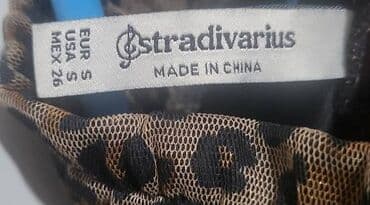 EUR S
USA S
MEX 26
stradivarius
MADE IN CHINA